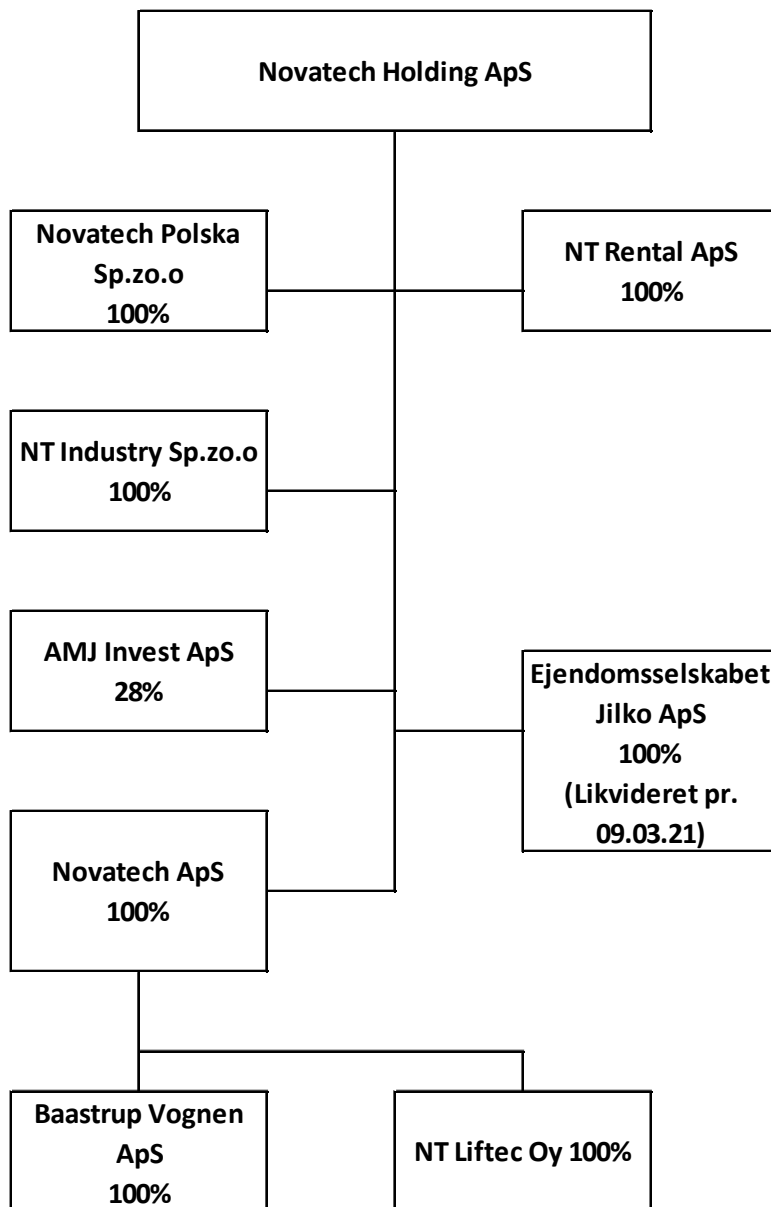 Novatech Holding ApS
Novatech Polska
Sp.zo.o
100%
NT Rental ApS
100%
NT Industry Sp.zo.o
100%
AMJ Invest ApS
28%
Ejendomsselskabet
Jilko ApS
100%
(Likvideret pr.
09.03.21)
Novatech ApS
100%
Baastrup Vognen
ApS
100%
NT Liftec Oy 100%